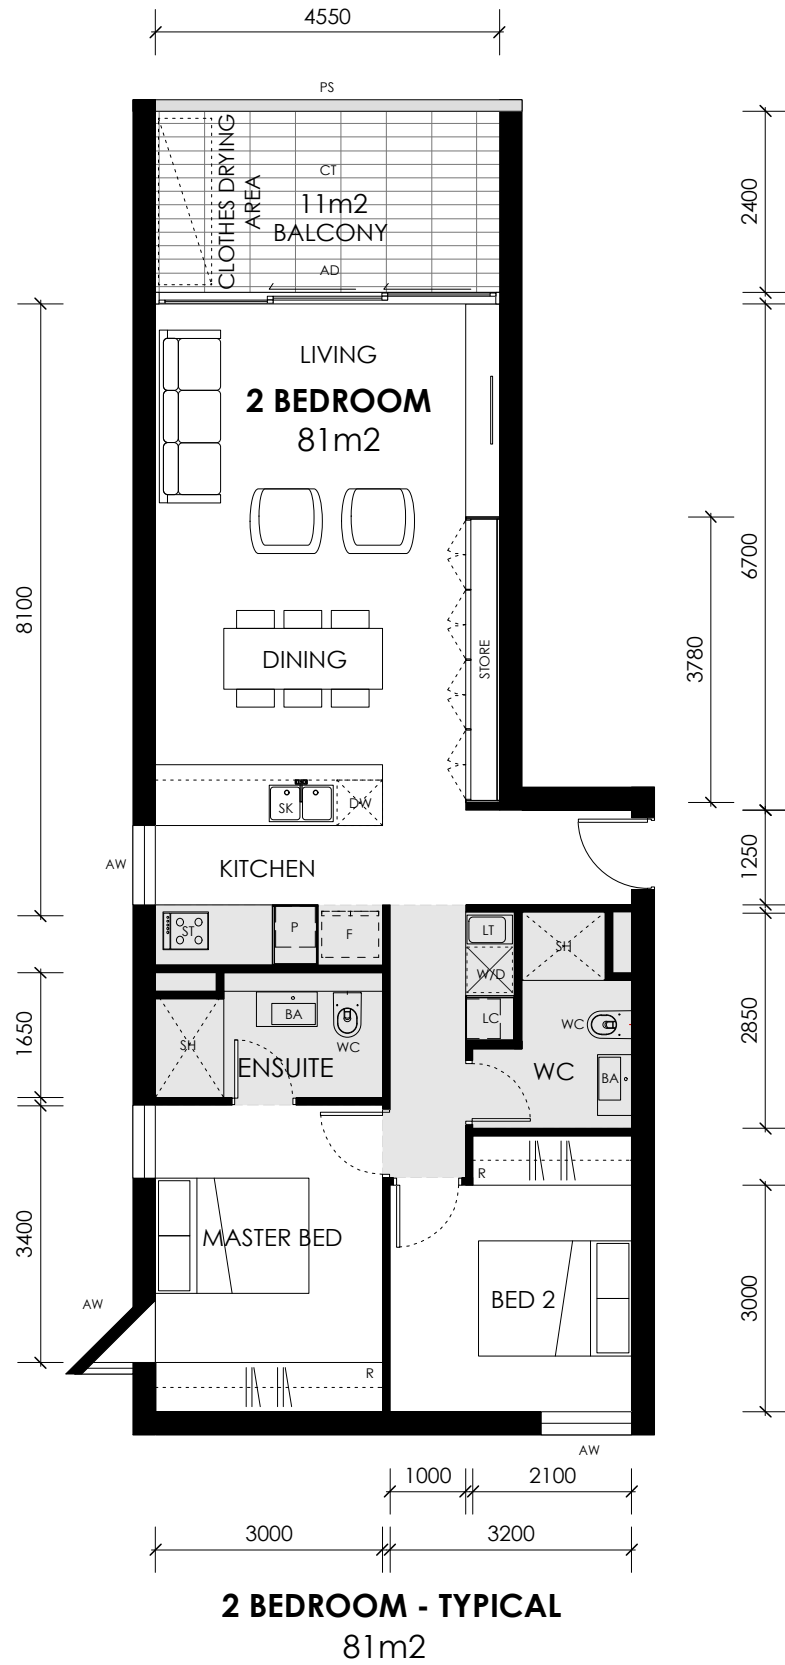 4550
PS
CLOTHES DRYING
AREA
CT
11m2
BALCONY
AD
2400
LIVING
2 BEDROOM
81m2
8100
6700
3780
DINING
STORE
SK
DW
AW
KITCHEN
1250
ST
P
F
LT
SH
W/D
LC
1650
BA
WC
SH
ENSUITE
WC
WC
BA
2850
R
3400
MASTER BED
AW
BED 2
3000
R
AW
1000
2100
3000
3200
2 BEDROOM - TYPICAL
81m2